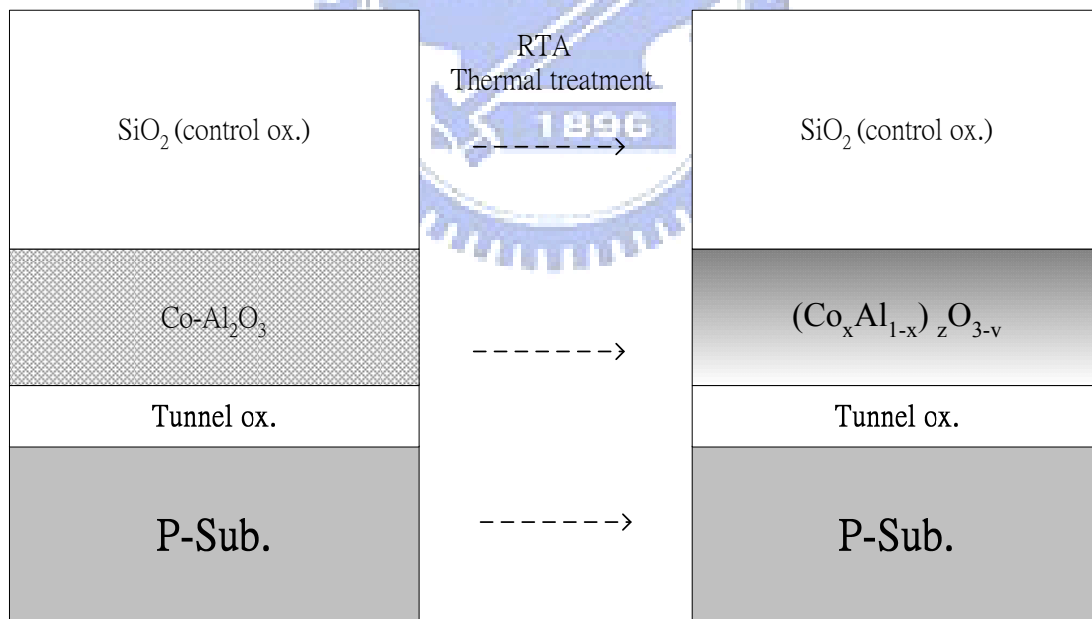 SiO₂ (control ox.)
Co-Al₂O₃
Tunnel ox.
P-Sub.
RTA
Thermal treatment
1896
SiO₂ (control ox.)
(CoₓAl₁₋ₓ) zO₃₋ᵥ
Tunnel ox.
P-Sub.